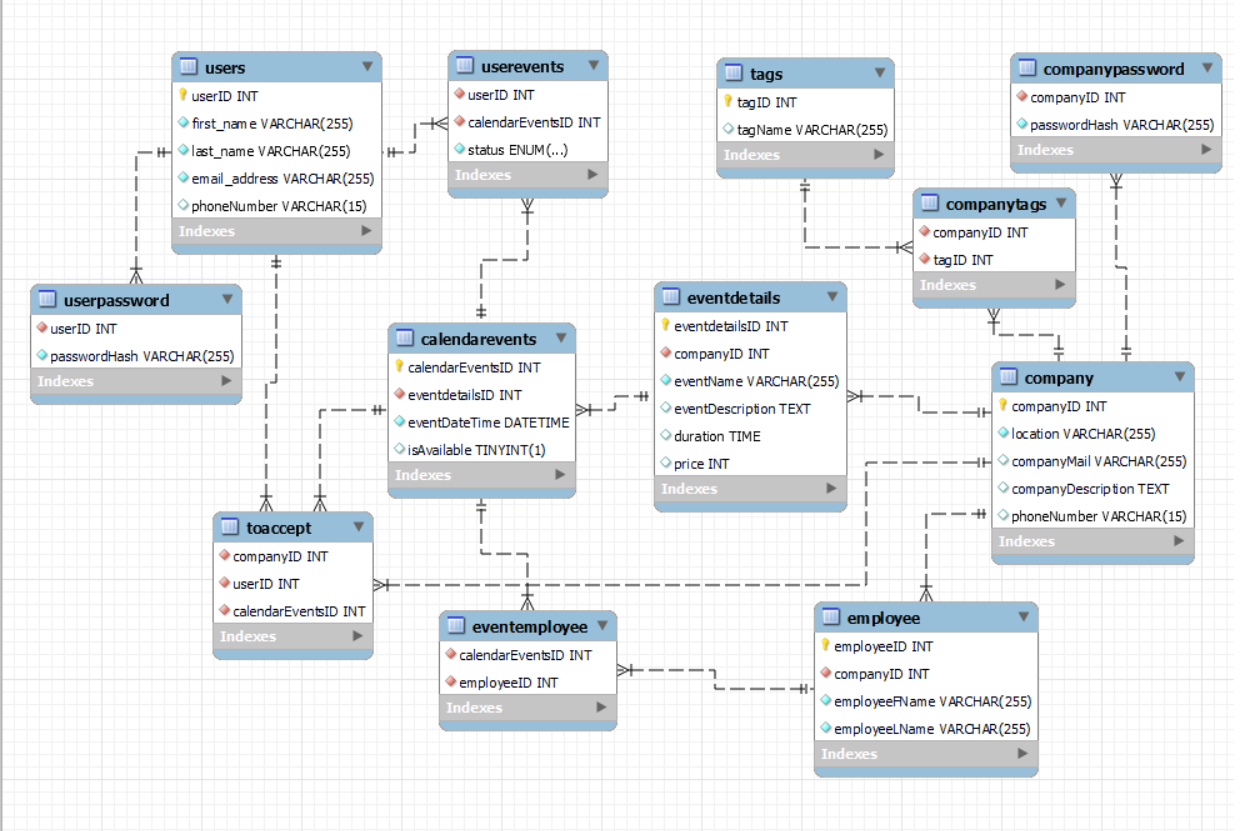 users
userID INT
first_name VARCHAR(255)
last_name VARCHAR(255)
email_address VARCHAR(255)
phoneNumber VARCHAR(15)
Indexes
userevents
userID INT
calendarEventsID INT
status ENUM(...)
Indexes
tags
tagID INT
tagName VARCHAR(255)
Indexes
companypassword
companyID INT
passwordHash VARCHAR(255)
Indexes
companytags
companyID INT
tagID INT
Indexes
userpassword
userID INT
passwordHash VARCHAR(255)
Indexes
calendarevents
calendarEventsID INT
eventdetailsID INT
eventDateTime DATETIME
isAvailable TINYINT(1)
Indexes
eventdetails
eventdetailsID INT
companyID INT
eventName VARCHAR(255)
eventDescription TEXT
duration TIME
price INT
Indexes
company
companyID INT
location VARCHAR(255)
companyMail VARCHAR(255)
companyDescription TEXT
phoneNumber VARCHAR(15)
Indexes
toaccept
companyID INT
userID INT
calendarEventsID INT
Indexes
eventemployee
calendarEventsID INT
employeeID INT
Indexes
employee
employeeID INT
companyID INT
employeeFName VARCHAR(255)
employeeLName VARCHAR(255)
Indexes